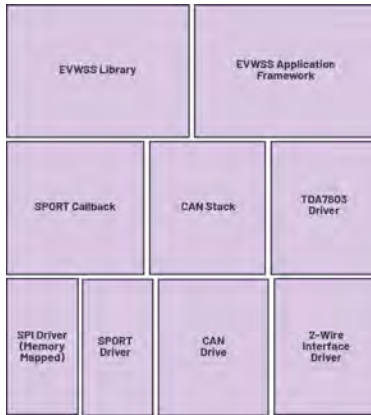 EVWSS Library
EVWSS Application
Framework
SPORT Callback
CAN Stack
TDA7803
Driver
SPI Driver
(Memory
Mapped)
SPORT
Driver
CAN
Drive
2-Wire
Interface
Driver